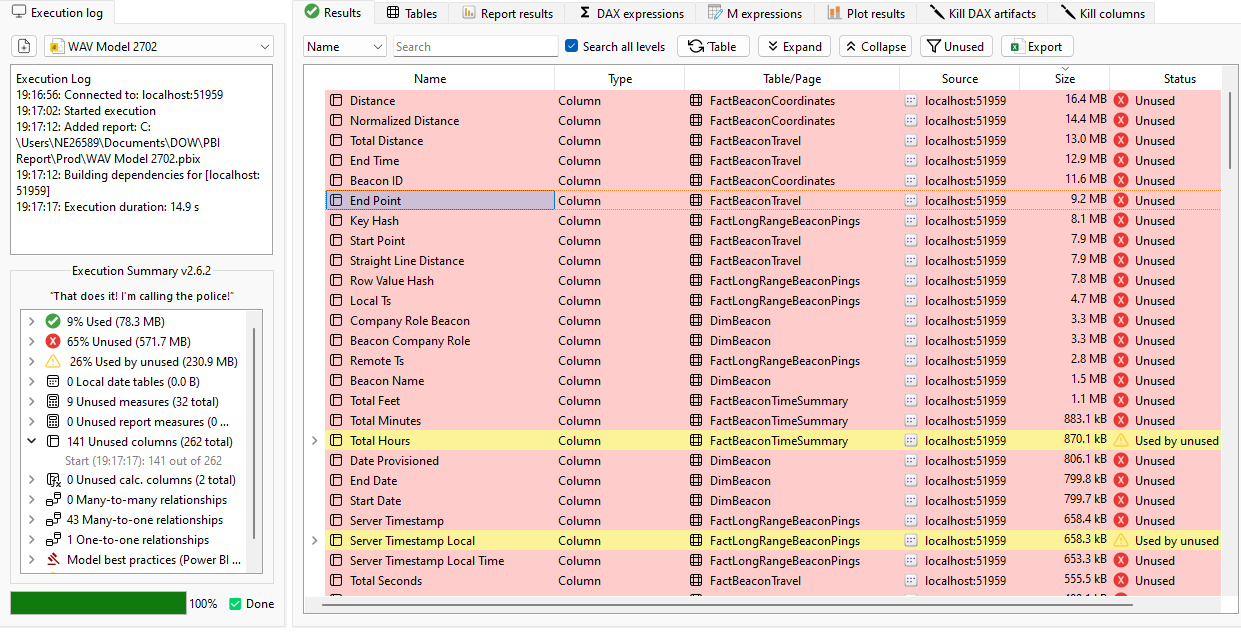 Execution log
WAV Model 2702
Execution Log
19:16:56: Connected to: localhost:51959
19:17:02: Started execution
19:17:12: Added report: C:
\Users\NE26589\Documents\DOW\PBI
Report\Prod\WAV Model 2702.pbix
19:17:12: Building dependencies for [localhost:
51959]
19:17:17: Execution duration: 14.9 s
Execution Summary v2.6.2
"That does it! I'm calling the police!"
9% Used (78.3 MB)
65% Unused (571.7 MB)
26% Used by unused (230.9 MB)
0 Local date tables (0.0 B)
9 Unused measures (32 total)
0 Unused report measures (0 ...
141 Unused columns (262 total)
Start (19:17:17): 141 out of 262
0 Unused calc. columns (2 total)
0 Many-to-many relationships
43 Many-to-one relationships
1 One-to-one relationships
Model best practices (Power BI ...
100% Done
Results Tables Report results DAX expressions M expressions Plot results Kill DAX artifacts Kill columns
Name Search Search all levels Table Expand Collapse Unused Export
Name Type Table/Page Source Size Status
Distance Column FactBeaconCoordinates localhost:51959 16.4 MB Unused
Normalized Distance Column FactBeaconCoordinates localhost:51959 14.4 MB Unused
Total Distance Column FactBeaconTravel localhost:51959 13.0 MB Unused
End Time Column FactBeaconTravel localhost:51959 12.9 MB Unused
Beacon ID Column FactBeaconCoordinates localhost:51959 11.6 MB Unused
End Point Column FactBeaconTravel localhost:51959 9.2 MB Unused
Key Hash Column FactLongRangeBeaconPings localhost:51959 8.1 MB Unused
Start Point Column FactBeaconTravel localhost:51959 7.9 MB Unused
Straight Line Distance Column FactBeaconTravel localhost:51959 7.9 MB Unused
Row Value Hash Column FactLongRangeBeaconPings localhost:51959 7.8 MB Unused
Local Ts Column FactLongRangeBeaconPings localhost:51959 4.7 MB Unused
Company Role Beacon Column DimBeacon localhost:51959 3.3 MB Unused
Beacon Company Role Column DimBeacon localhost:51959 3.3 MB Unused
Remote Ts Column FactLongRangeBeaconPings localhost:51959 2.8 MB Unused
Beacon Name Column DimBeacon localhost:51959 1.5 MB Unused
Total Feet Column FactBeaconTimeSummary localhost:51959 1.1 MB Unused
Total Minutes Column FactBeaconTimeSummary localhost:51959 883.1 kB Unused
Total Hours Column FactBeaconTimeSummary localhost:51959 870.1 kB Used by unused
Date Provisioned Column DimBeacon localhost:51959 806.1 kB Unused
End Date Column DimBeacon localhost:51959 799.8 kB Unused
Start Date Column DimBeacon localhost:51959 799.7 kB Unused
Server Timestamp Column FactLongRangeBeaconPings localhost:51959 658.4 kB Unused
Server Timestamp Local Column FactLongRangeBeaconPings localhost:51959 658.3 kB Used by unused
Server Timestamp Local Time Column FactLongRangeBeaconPings localhost:51959 653.3 kB Unused
Total Seconds Column FactBeaconTravel localhost:51959 555.5 kB Unused